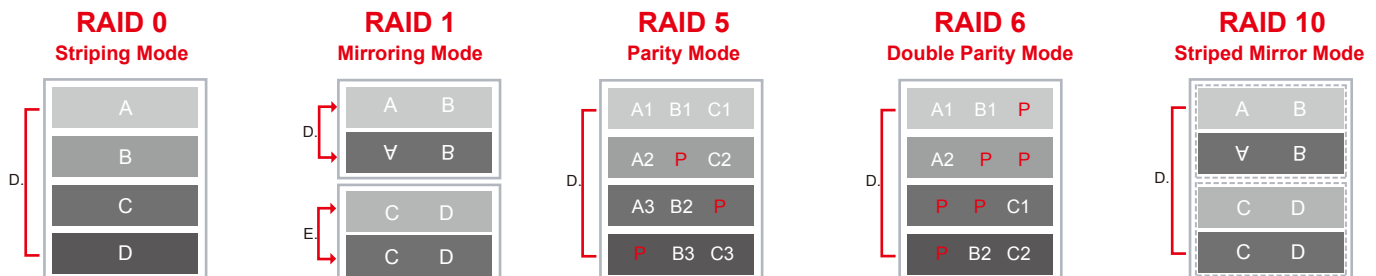 RAID 0
Striping Mode
D.
A
B
C
D
RAID 1
Mirroring Mode
D.
A B
A B
E.
C D
C D
RAID 5
Parity Mode
D.
A1 B1 C1
A2 P C2
A3 B2 P
P B3 C3
RAID 6
Double Parity Mode
D.
A1 B1 P
A2 P P
P P C1
P B2 C2
RAID 10
Striped Mirror Mode
D.
A B
A B
C D
C D